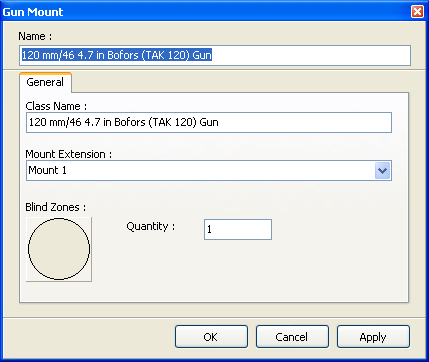 Gun Mount
Name :
120 mm/46 4.7 in Bofors (TAK 120) Gun
General
Class Name :
120 mm/46 4.7 in Bofors (TAK 120) Gun
Mount Extension :
Mount 1
Blind Zones :
Quantity :
1
OK
Cancel
Apply